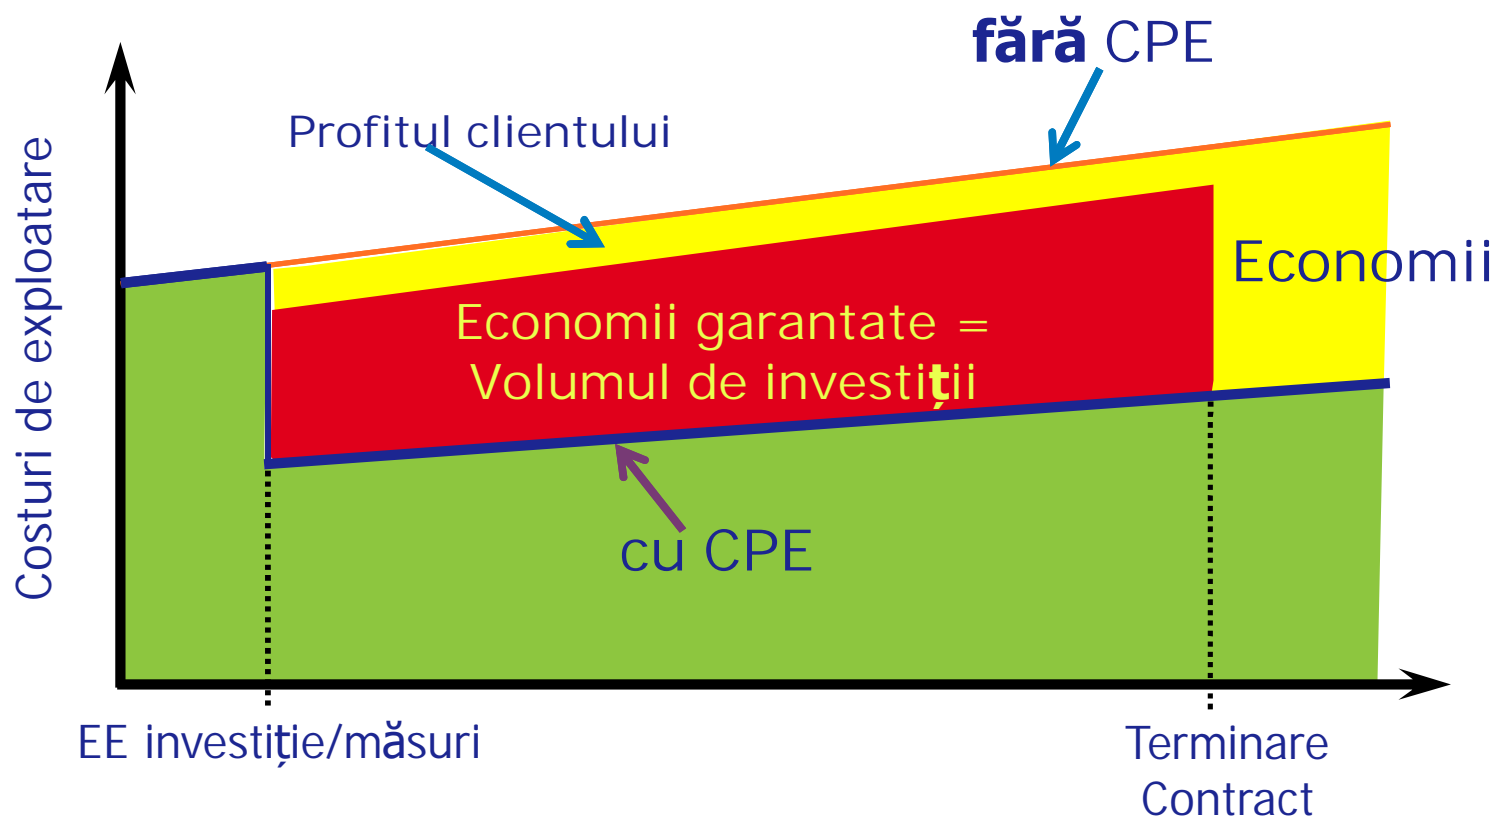 fără CPE
Profitul clientului
Costuri de exploatare
Economii
Economii garantate =
Volumul de investiții
cu CPE
EE investiție/măsuri
Terminare
Contract